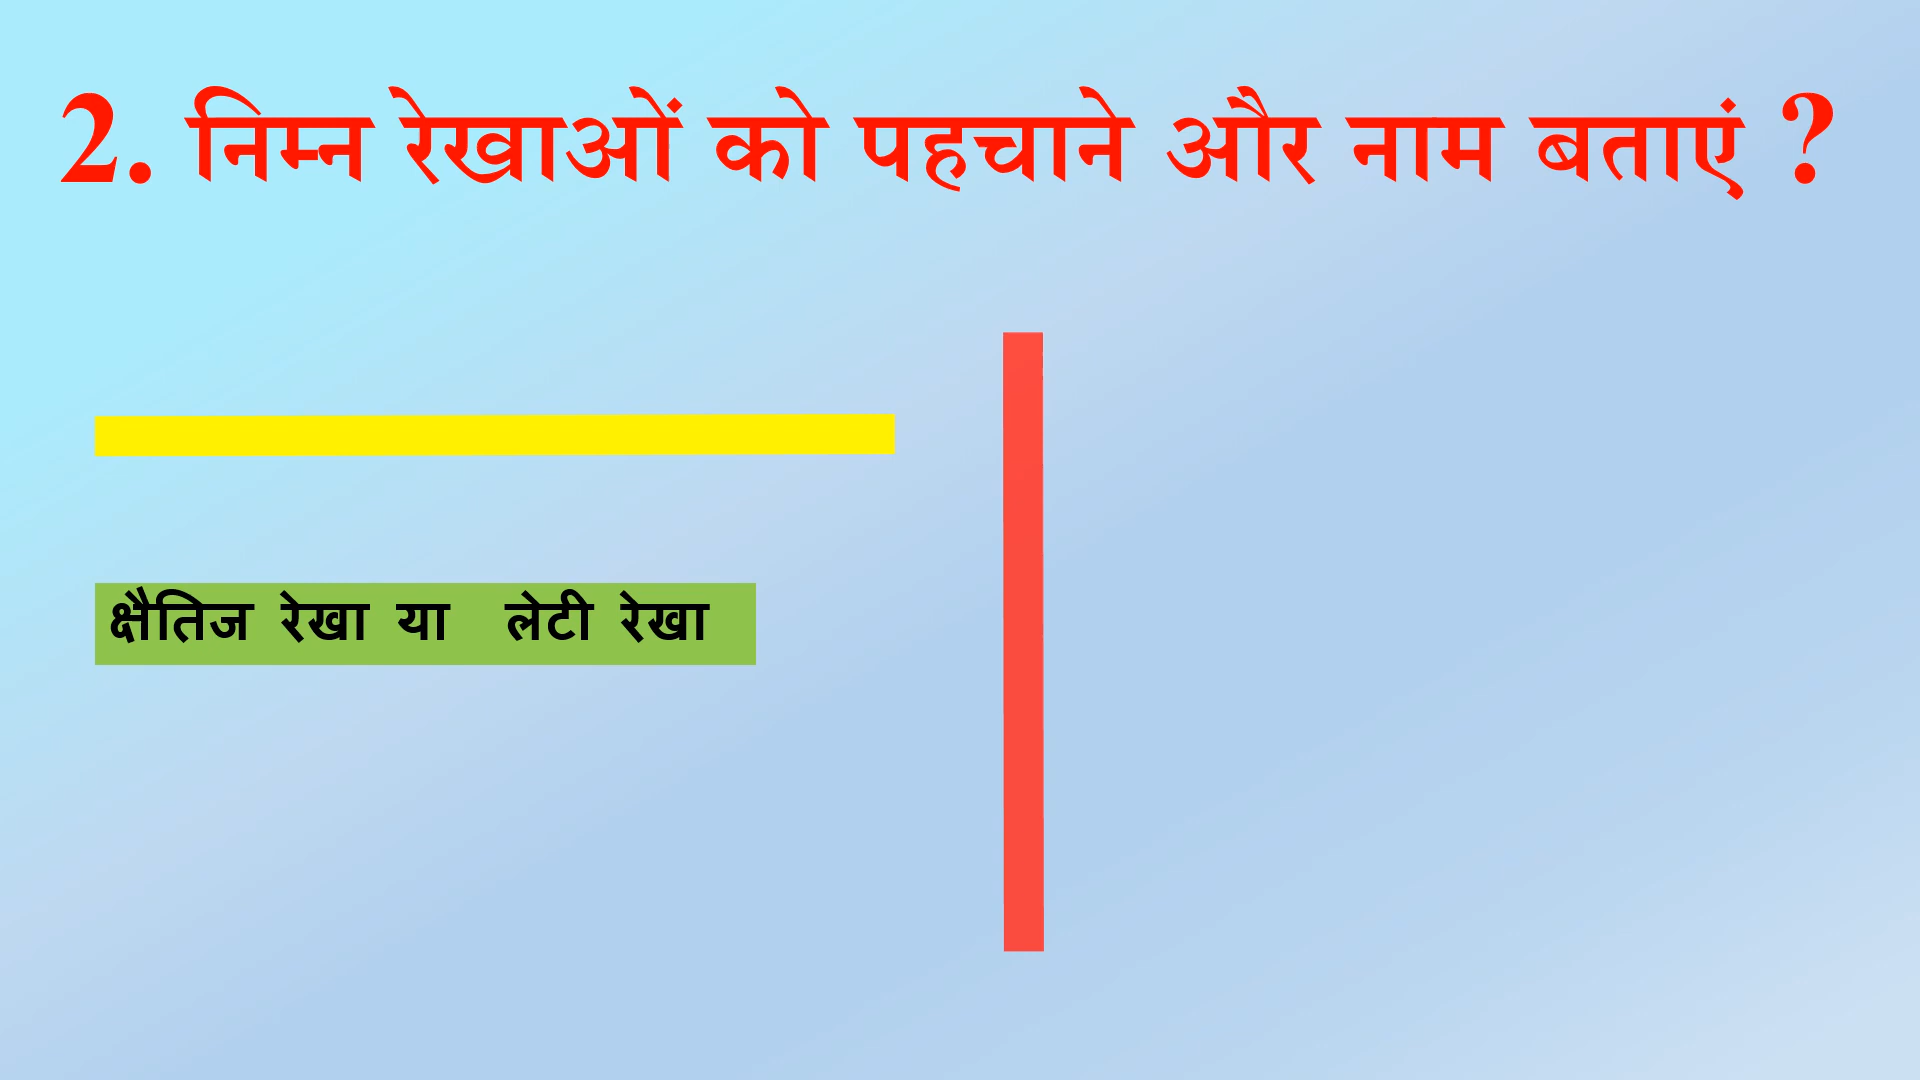 2. निम्न रेखाओं को पहचाने और नाम बताएं ?
क्षैतिज रेखा या लेटी रेखा